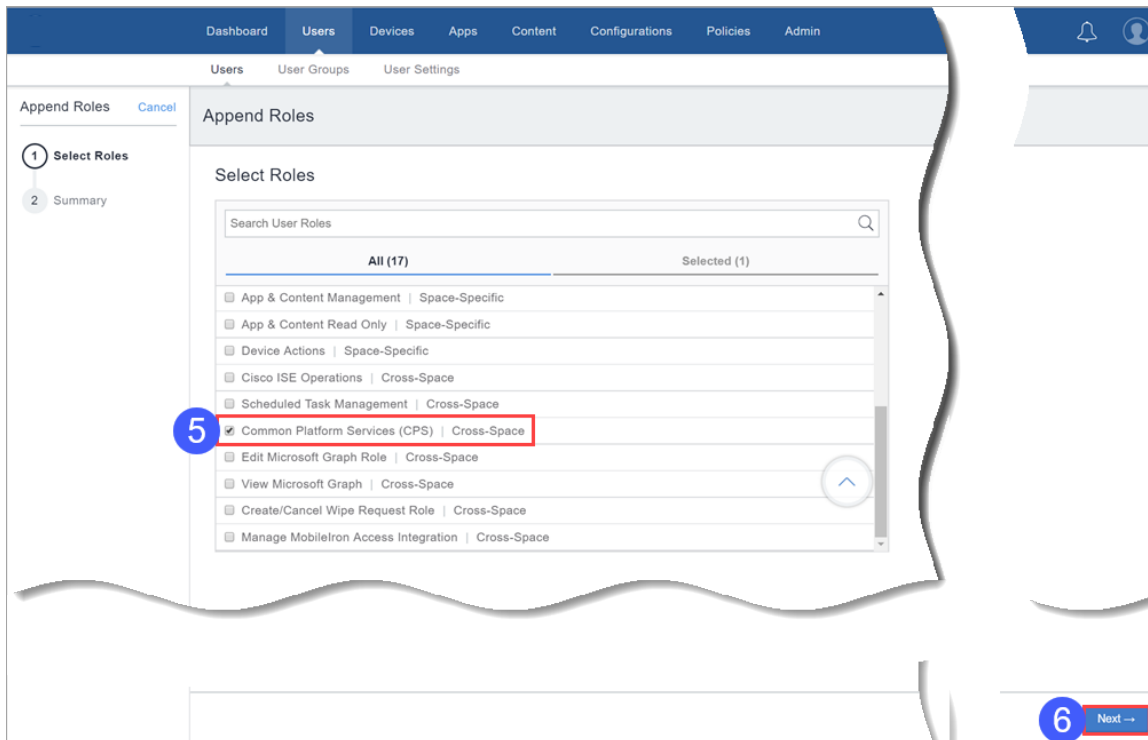 Dashboard Users Devices Apps Content Configurations Policies Admin
Users User Groups User Settings
Append Roles Cancel
Append Roles
1 Select Roles
2 Summary
Select Roles
Search User Roles
All (17) Selected (1)
App & Content Management | Space-Specific
App & Content Read Only | Space-Specific
Device Actions | Space-Specific
Cisco ISE Operations | Cross-Space
Scheduled Task Management | Cross-Space
5 Common Platform Services (CPS) | Cross-Space
Edit Microsoft Graph Role | Cross-Space
View Microsoft Graph | Cross-Space
Create/Cancel Wipe Request Role | Cross-Space
Manage MobileIron Access Integration | Cross-Space
6 Next →